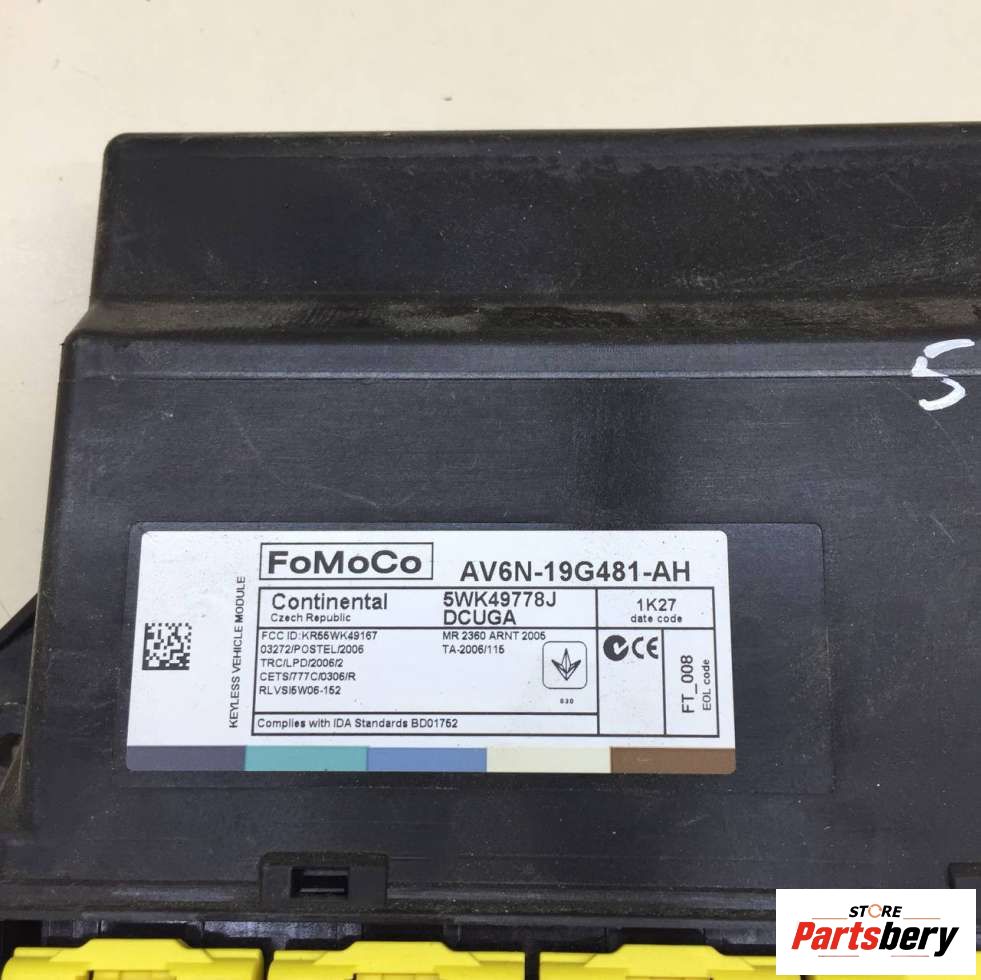 5
FoMoCo
AV6N-19G481-AH
KEYLESS VEHICLE MODULE
Continental
Czech Republic
5WK49778J
DCUGA
1K27
date code
FCC ID:KR55WK49167
03272/POSTEL/2006
TRC/LPD/2006/2
CETS/777C/0306/R
RLVSI5W06-152
MR 2360 ARNT 2005
TA-2006/115
030
CE
FT_008
EOL code
Complies with IDA Standards BD01752
STORE
Partsbery